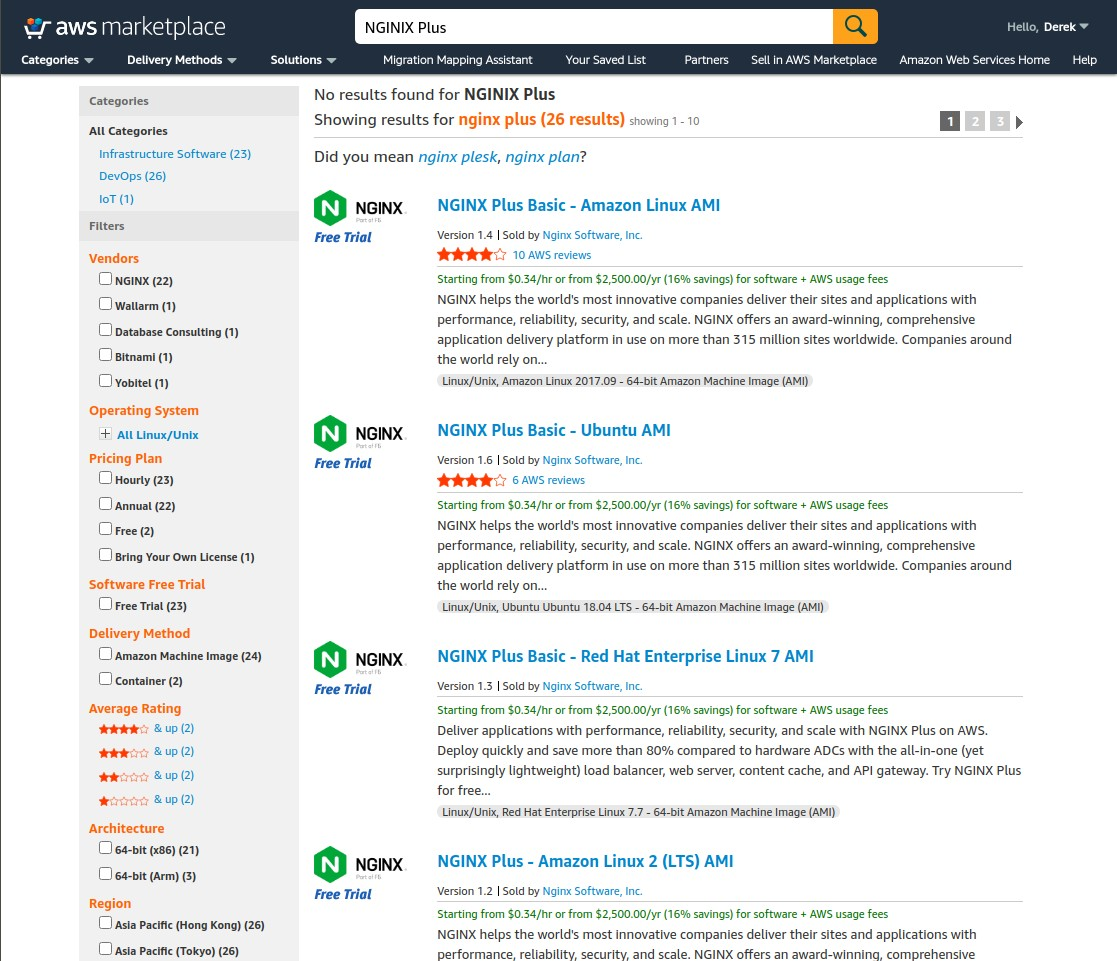 aws marketplace
NGINIX Plus
Hello, Derek
Categories Delivery Methods Solutions Migration Mapping Assistant Your Saved List Partners Sell in AWS Marketplace Amazon Web Services Home Help
Categories
All Categories
Infrastructure Software (23)
DevOps (26)
IoT (1)
Filters
Vendors
NGINX (22)
Wallarm (1)
Database Consulting (1)
Bitnami (1)
Yobitel (1)
Operating System
All Linux/Unix
Pricing Plan
Hourly (23)
Annual (22)
Free (2)
Bring Your Own License (1)
Software Free Trial
Free Trial (23)
Delivery Method
Amazon Machine Image (24)
Container (2)
Average Rating
& up (2)
& up (2)
& up (2)
& up (2)
Architecture
64-bit (x86) (21)
64-bit (Arm) (3)
Region
Asia Pacific (Hong Kong) (26)
Asia Pacific (Tokyo) (26)
No results found for NGINIX Plus
Showing results for nginx plus (26 results) showing 1 - 10
1 2 3
Did you mean nginx plesk, nginx plan?
N NGINX
Part of F5
Free Trial
NGINX Plus Basic - Amazon Linux AMI
Version 1.4 | Sold by Nginx Software, Inc.
10 AWS reviews
Starting from $0.34/hr or from $2,500.00/yr (16% savings) for software + AWS usage fees
NGINX helps the world's most innovative companies deliver their sites and applications with
performance, reliability, security, and scale. NGINX offers an award-winning, comprehensive
application delivery platform in use on more than 315 million sites worldwide. Companies around
the world rely on...
Linux/Unix, Amazon Linux 2017.09 - 64-bit Amazon Machine Image (AMI)
N NGINX
Part of F5
Free Trial
NGINX Plus Basic - Ubuntu AMI
Version 1.6 | Sold by Nginx Software, Inc.
6 AWS reviews
Starting from $0.34/hr or from $2,500.00/yr (16% savings) for software + AWS usage fees
NGINX helps the world's most innovative companies deliver their sites and applications with
performance, reliability, security, and scale. NGINX offers an award-winning, comprehensive
application delivery platform in use on more than 315 million sites worldwide. Companies around
the world rely on...
Linux/Unix, Ubuntu Ubuntu 18.04 LTS - 64-bit Amazon Machine Image (AMI)
N NGINX
Part of F5
Free Trial
NGINX Plus Basic - Red Hat Enterprise Linux 7 AMI
Version 1.3 | Sold by Nginx Software, Inc.
Starting from $0.34/hr or from $2,500.00/yr (16% savings) for software + AWS usage fees
Deliver applications with performance, reliability, security, and scale with NGINX Plus on AWS.
Deploy quickly and save more than 80% compared to hardware ADCs with the all-in-one (yet
surprisingly lightweight) load balancer, web server, content cache, and API gateway. Try NGINX Plus
for free...
Linux/Unix, Red Hat Enterprise Linux 7.7 - 64-bit Amazon Machine Image (AMI)
N NGINX
Part of F5
Free Trial
NGINX Plus - Amazon Linux 2 (LTS) AMI
Version 1.2 | Sold by Nginx Software, Inc.
Starting from $0.34/hr or from $2,500.00/yr (16% savings) for software + AWS usage fees
NGINX helps the world's most innovative companies deliver their sites and applications with
performance, reliability, security, and scale. NGINX offers an award-winning, comprehensive